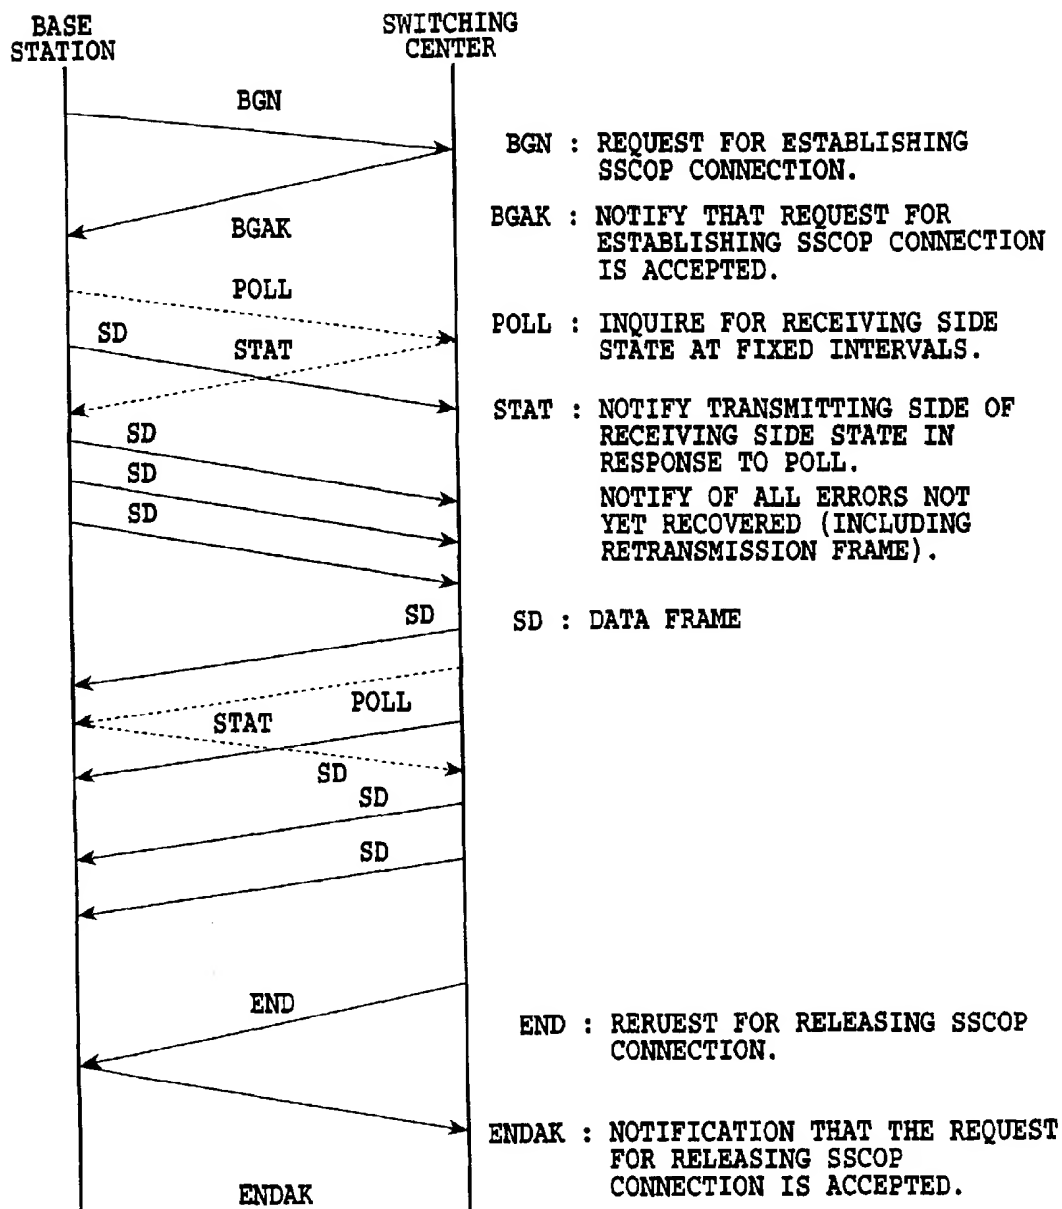 BASE
STATION
SWITCHING
CENTER
BGN
BGN : REQUEST FOR ESTABLISHING
SSCOP CONNECTION.
BGAK
BGAK : NOTIFY THAT REQUEST FOR
ESTABLISHING SSCOP CONNECTION
IS ACCEPTED.
POLL
SD
STAT
POLL : INQUIRE FOR RECEIVING SIDE
STATE AT FIXED INTERVALS.
STAT : NOTIFY TRANSMITTING SIDE OF
RECEIVING SIDE STATE IN
RESPONSE TO POLL.
NOTIFY OF ALL ERRORS NOT
YET RECOVERED (INCLUDING
RETRANSMISSION FRAME).
SD
SD
SD
SD
SD : DATA FRAME
POLL
STAT
SD
SD
SD
END
END : RERUEST FOR RELEASING SSCOP
CONNECTION.
ENDAK : NOTIFICATION THAT THE REQUEST
FOR RELEASING SSCOP
CONNECTION IS ACCEPTED.
ENDAK